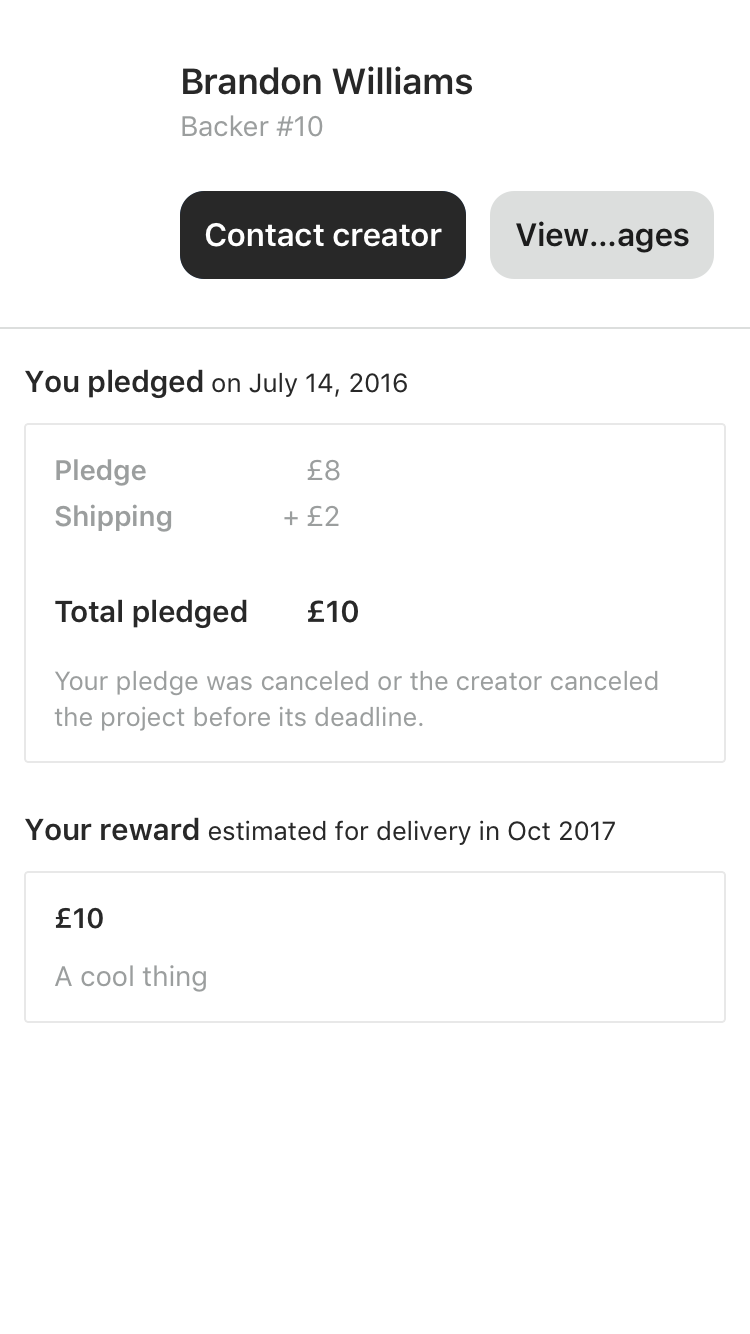 Brandon Williams
Backer #10
Contact creator View...ages
You pledged on July 14, 2016
Pledge £8
Shipping + £2
Total pledged £10
Your pledge was canceled or the creator canceled
the project before its deadline.
Your reward estimated for delivery in Oct 2017
£10
A cool thing